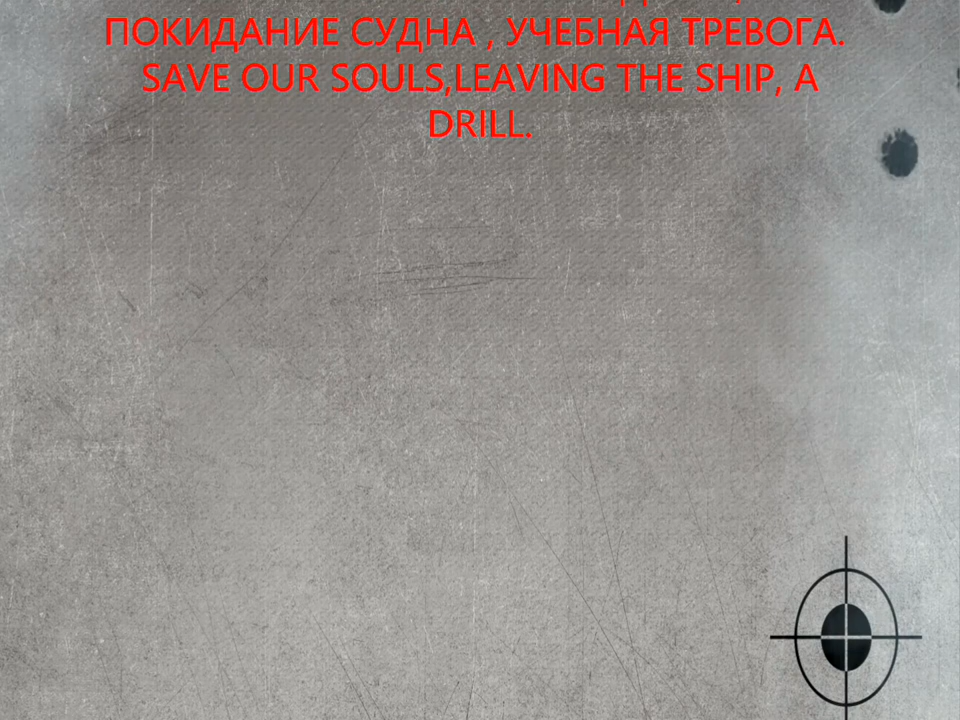 ПОКИДАНИЕ СУДНА , УЧЕБНАЯ ТРЕВОГА.
SAVE OUR SOULS,LEAVING THE SHIP, A
DRILL.